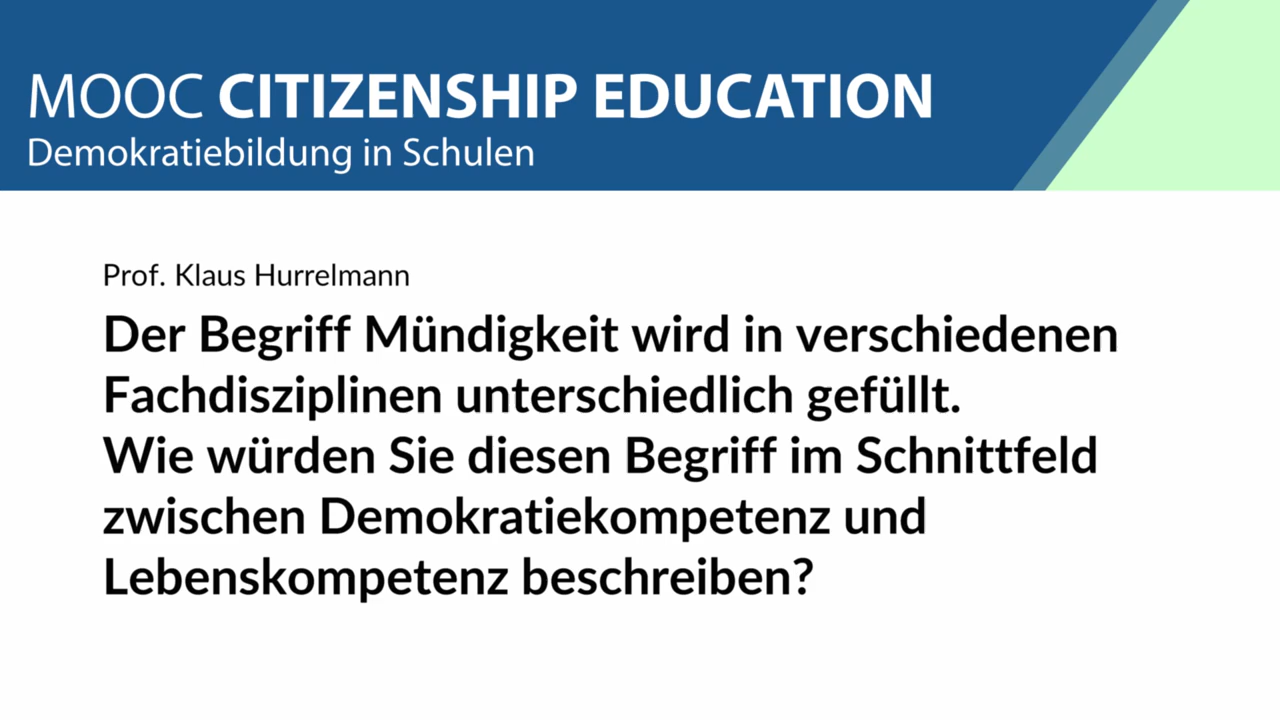 MOOC CITIZENSHIP EDUCATION
Demokratiebildung in Schulen
Prof. Klaus Hurrelmann
Der Begriff Mündigkeit wird in verschiedenen
Fachdisziplinen unterschiedlich gefüllt.
Wie würden Sie diesen Begriff im Schnittfeld
zwischen Demokratiekompetenz und
Lebenskompetenz beschreiben?